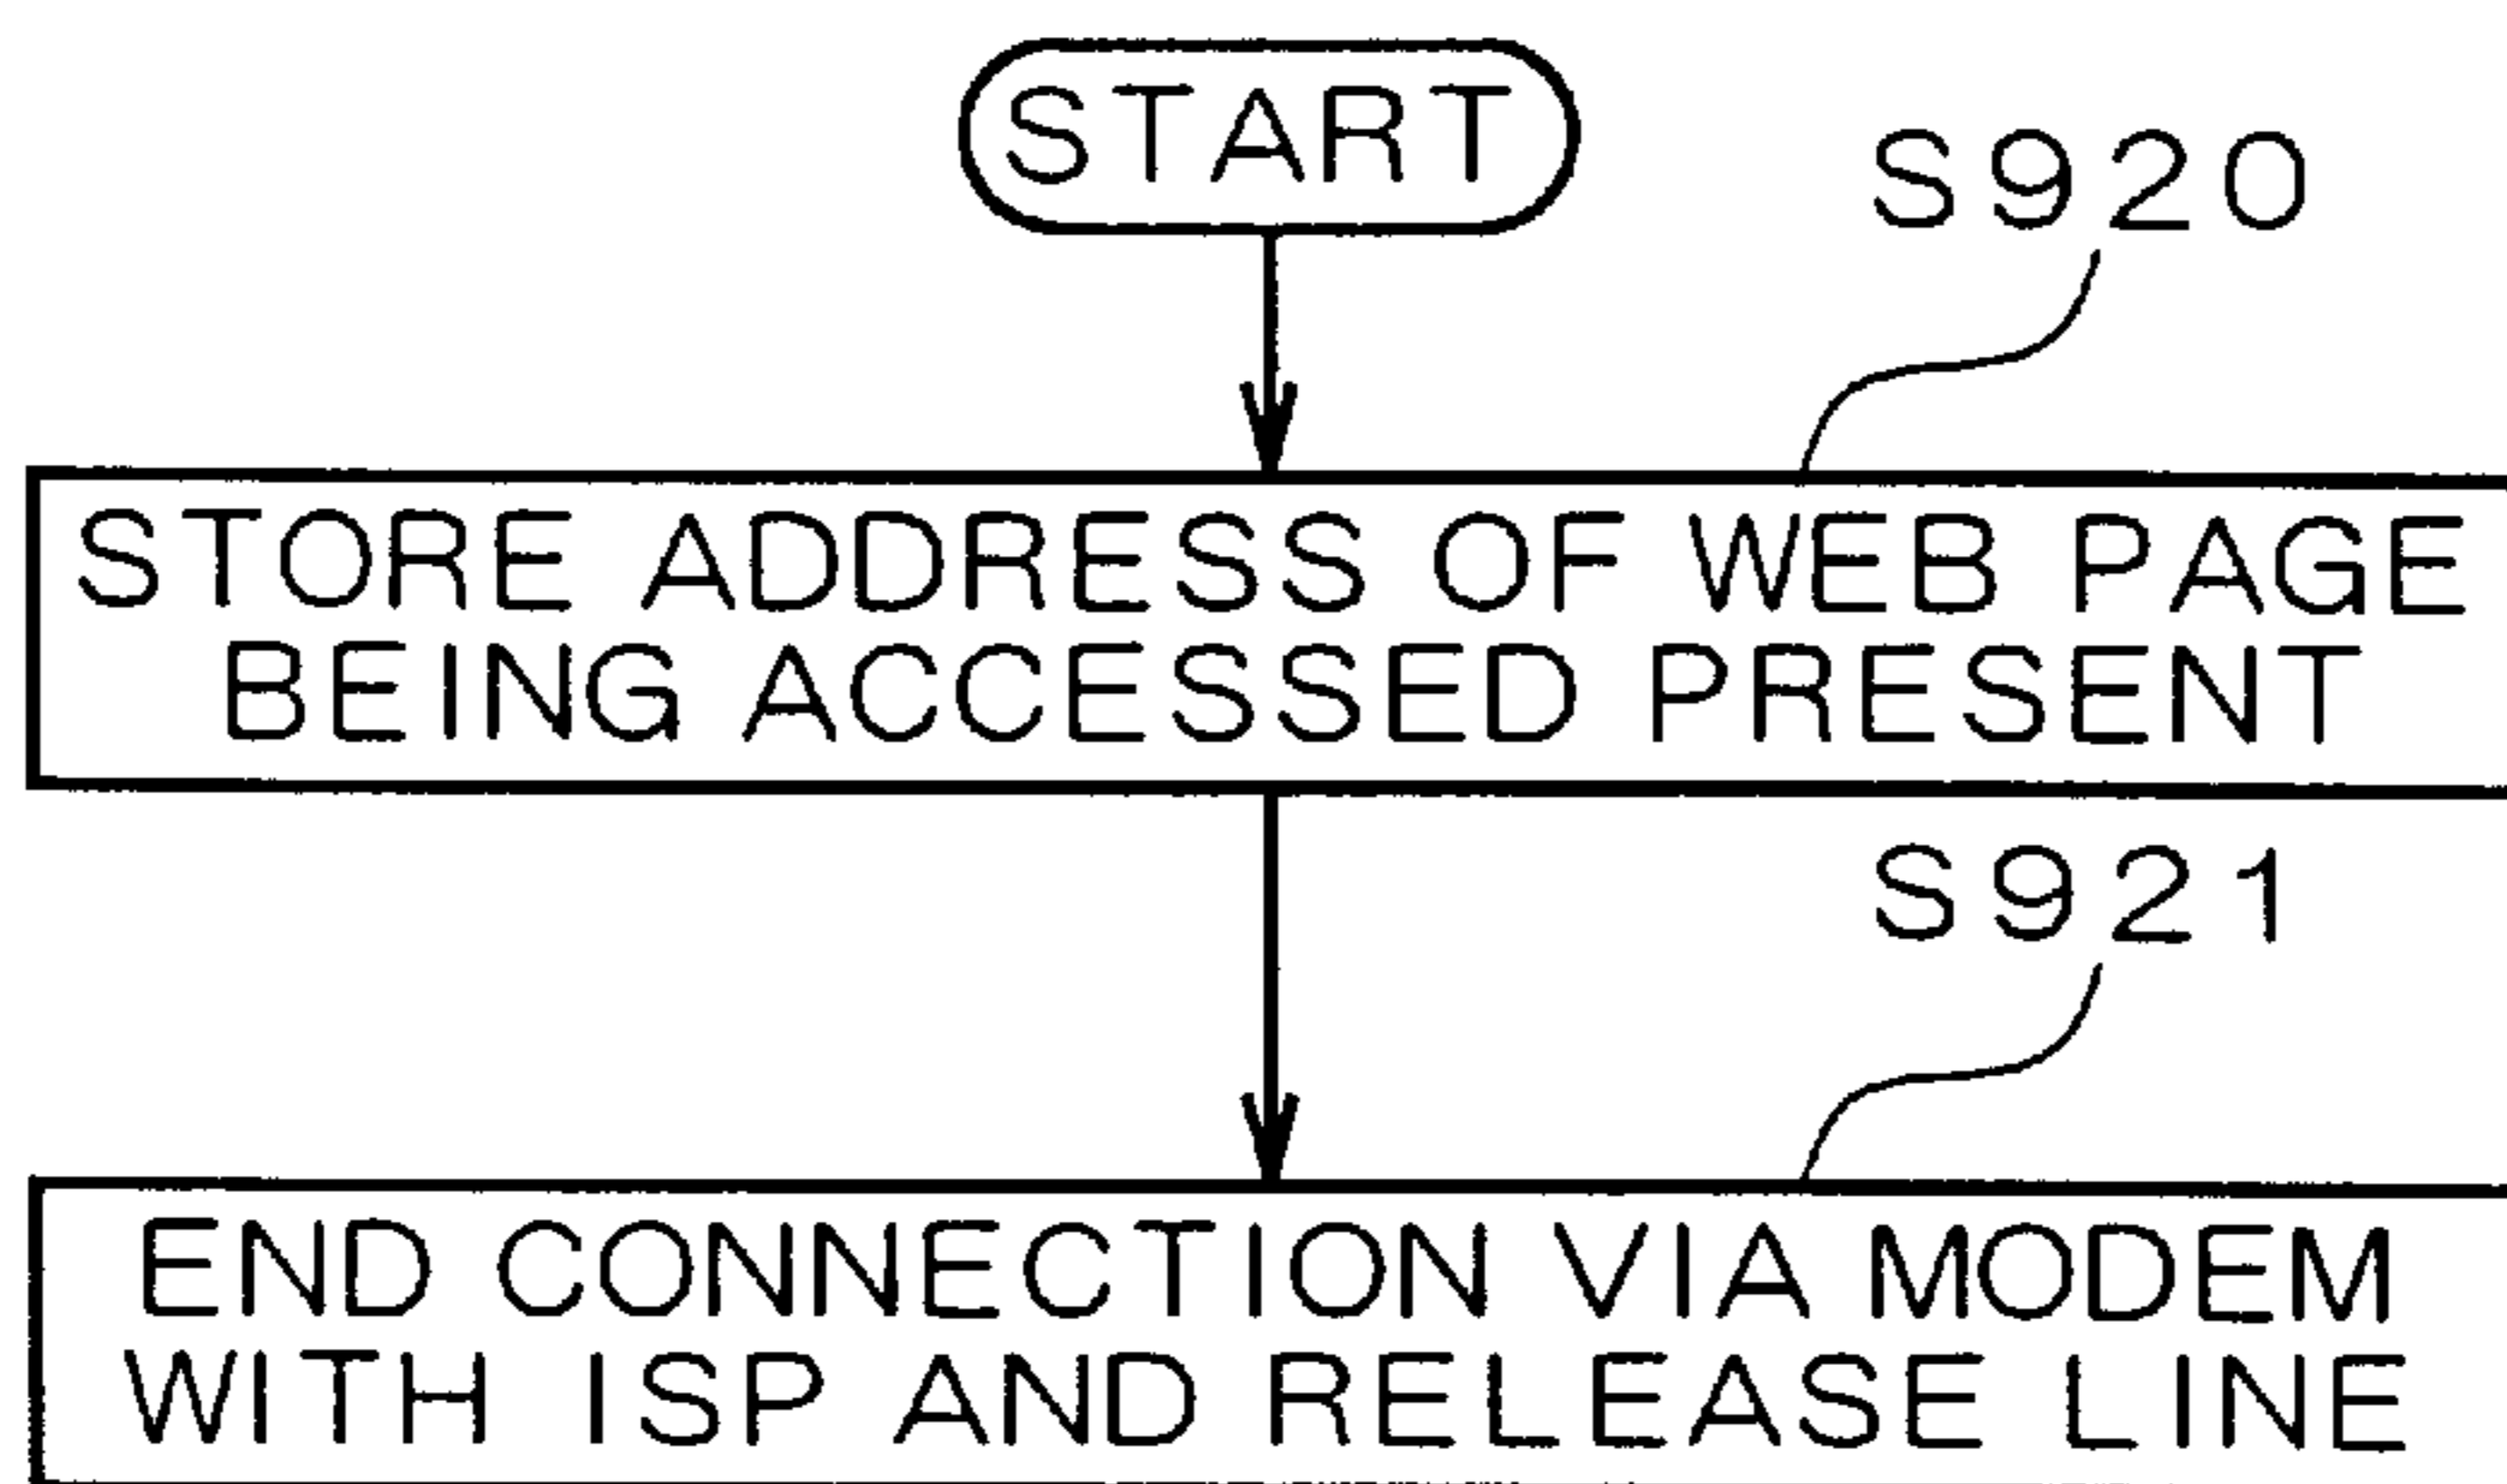 START
S920
STORE ADDRESS OF WEB PAGE
BEING ACCESSED PRESENT
S921
END CONNECTION VIA MODEM
WITH ISP AND RELEASE LINE